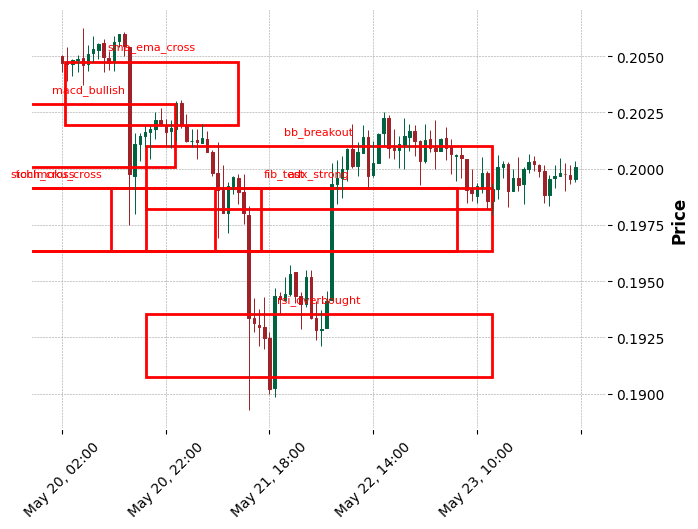 sma_ema_cross
macd_bullish
bb_breakout
fib_test
adx_strong
rsi_overbought
0.2050
0.2025
0.2000
0.1975
0.1950
0.1925
0.1900
Price
May 20, 02:00
May 20, 22:00
May 21, 18:00
May 22, 14:00
May 23, 10:00